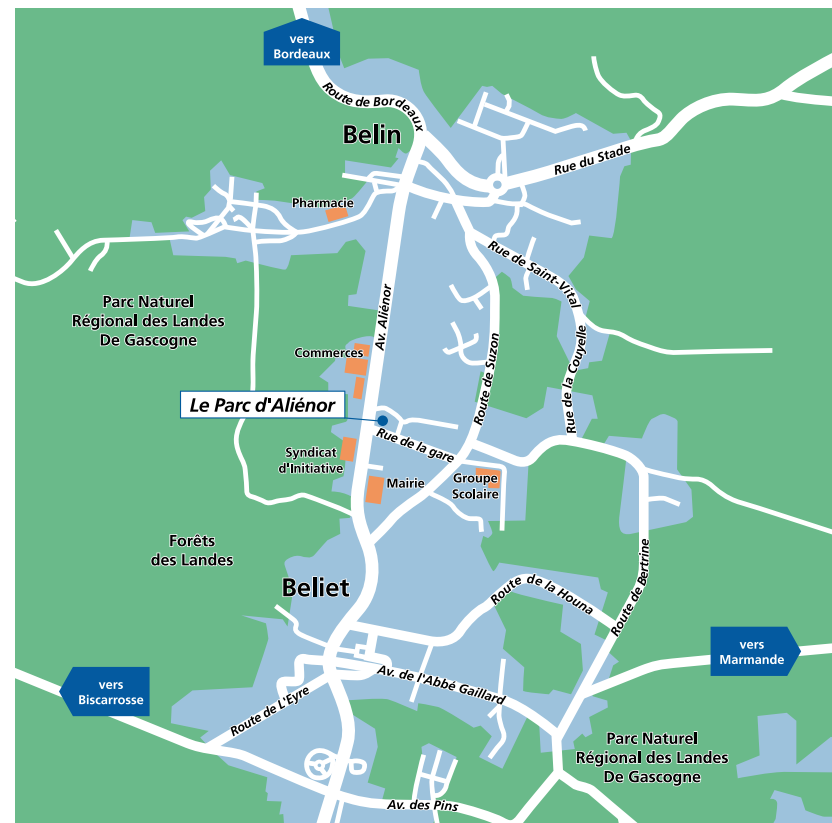 vers
Bordeaux
Route de Bordeaux
Belin
Rue du Stade
Pharmacie
Rue de Saint-Vital
Parc Naturel
Régional des Landes
De Gascogne
Av. Aliénor
Commerces
Route de Suzon
Rue de la Couyelle
Le Parc d'Aliénor
Rue de la gare
Syndicat
d'Initiative
Mairie
Groupe
Scolaire
Forêts
des Landes
Beliet
Route de la Houna
Route de Bertrine
vers
Marmande
Av. de l'Abbé Gaillard
vers
Biscarrosse
Route de L'Eyre
Parc Naturel
Régional des Landes
De Gascogne
Av. des Pins